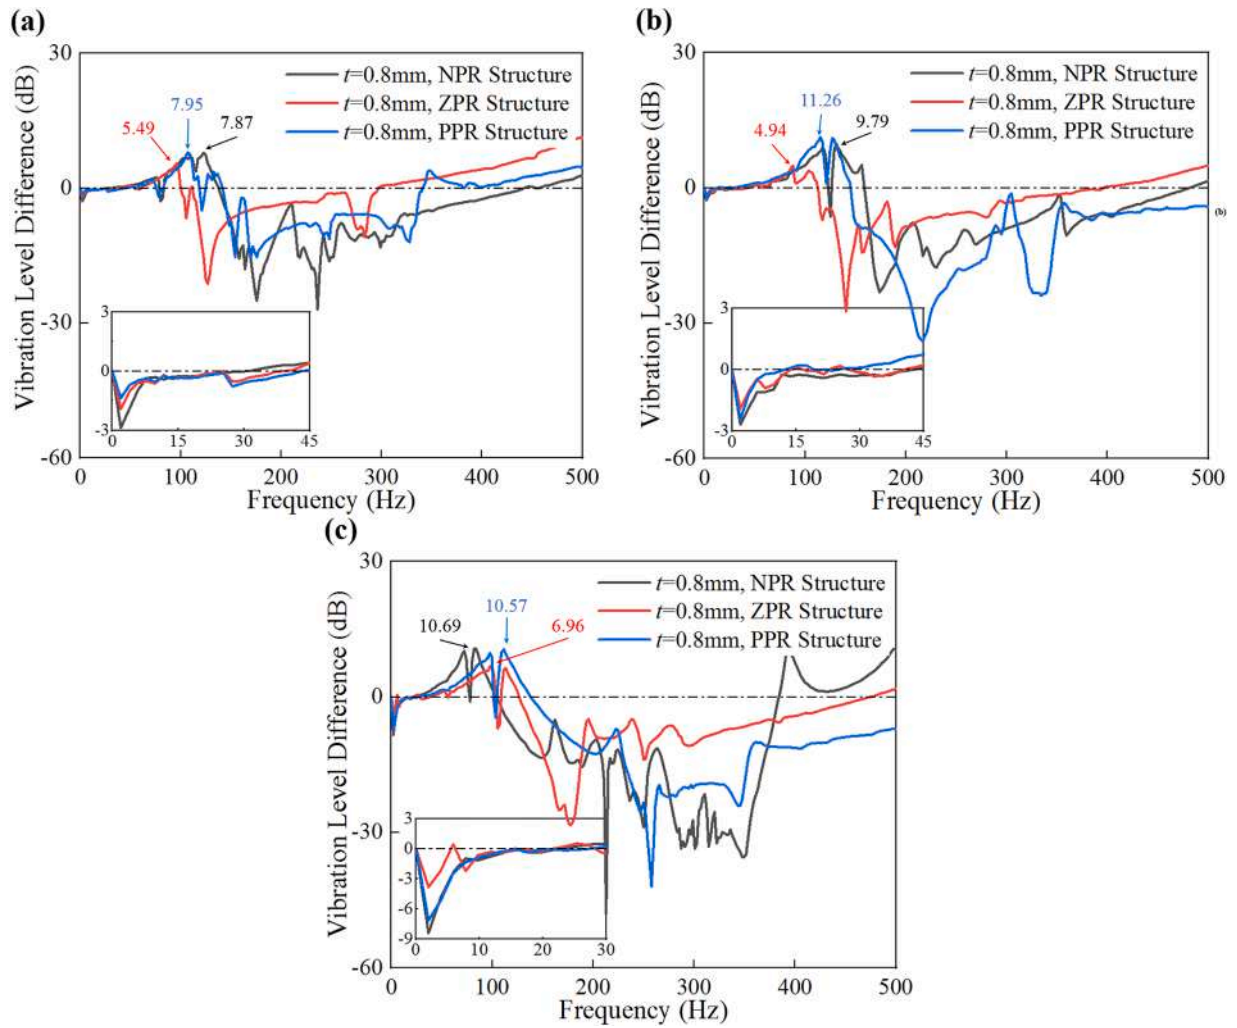 (a)
30
t=0.8mm, NPR Structure
t=0.8mm, ZPR Structure
t=0.8mm, PPR Structure
7.95
5.49
7.87
0
-30
-60
Vibration Level Difference (dB)
3
0
-3
0 15 30 45
0 100 200 300 400 500
Frequency (Hz)
(b)
30
t=0.8mm, NPR Structure
t=0.8mm, ZPR Structure
t=0.8mm, PPR Structure
11.26
4.94
9.79
0
-30
-60
Vibration Level Difference (dB)
(b)
3
0
-3
0 15 30 45
0 100 200 300 400 500
Frequency (Hz)
(c)
30
t=0.8mm, NPR Structure
t=0.8mm, ZPR Structure
t=0.8mm, PPR Structure
10.57
10.69
6.96
0
-30
-60
Vibration Level Difference (dB)
3
0
-3
-6
-9
0 10 20 30
0 100 200 300 400 500
Frequency (Hz)